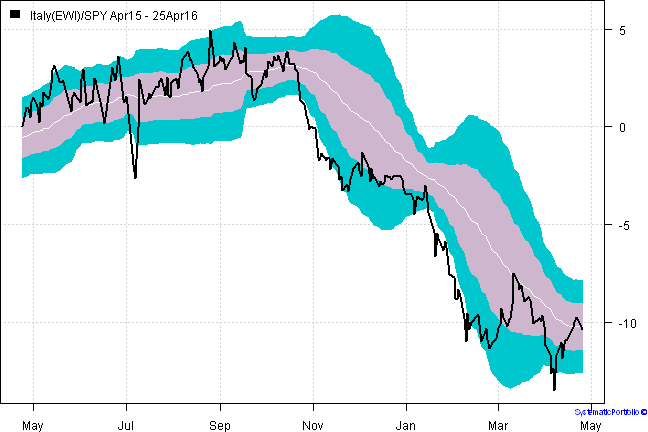 Italy(EWI)/SPY Apr15 - 25Apr16
5
0
-5
-10
SystematicPortfolio ©
May Jul Sep Nov Jan Mar May